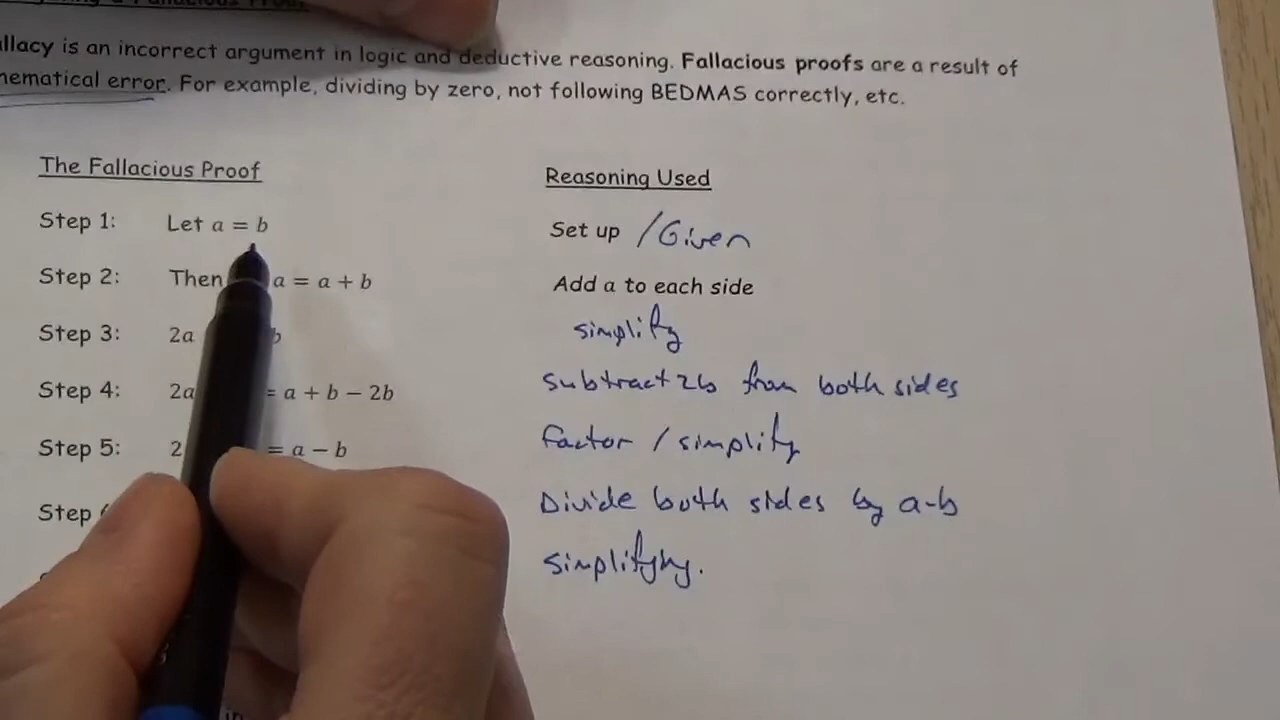 allacy is an incorrect argument in logic and deductive reasoning. Fallacious proofs are a result of
hematical error. For example, dividing by zero, not following BEDMAS correctly, etc.
The Fallacious Proof
Reasoning Used
Step 1: Let a = b
Set up / Given
Step 2: Then a = a + b
Add a to each side
Step 3: 2a b
simplify
Step 4: 2a = a + b − 2b
subtract 2b from both sides
Step 5: 2 = a − b
factor / simplify
Step
Divide both sides by a-b
simplifying.